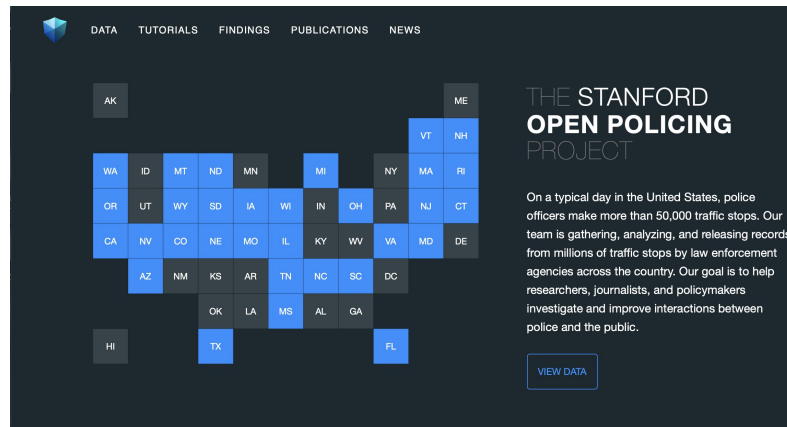 DATA TUTORIALS FINDINGS PUBLICATIONS NEWS
AK ME
VT NH
WA ID MT ND MN MI NY MA RI
OR UT WY SD IA WI IN OH PA NJ CT
CA NV CO NE MO IL KY WV VA MD DE
AZ NM KS AR TN NC SC DC
OK LA MS AL GA
HI TX FL
THE STANFORD
OPEN POLICING
PROJECT
On a typical day in the United States, police
officers make more than 50,000 traffic stops. Our
team is gathering, analyzing, and releasing records
from millions of traffic stops by law enforcement
agencies across the country. Our goal is to help
researchers, journalists, and policymakers
investigate and improve interactions between
police and the public.
VIEW DATA